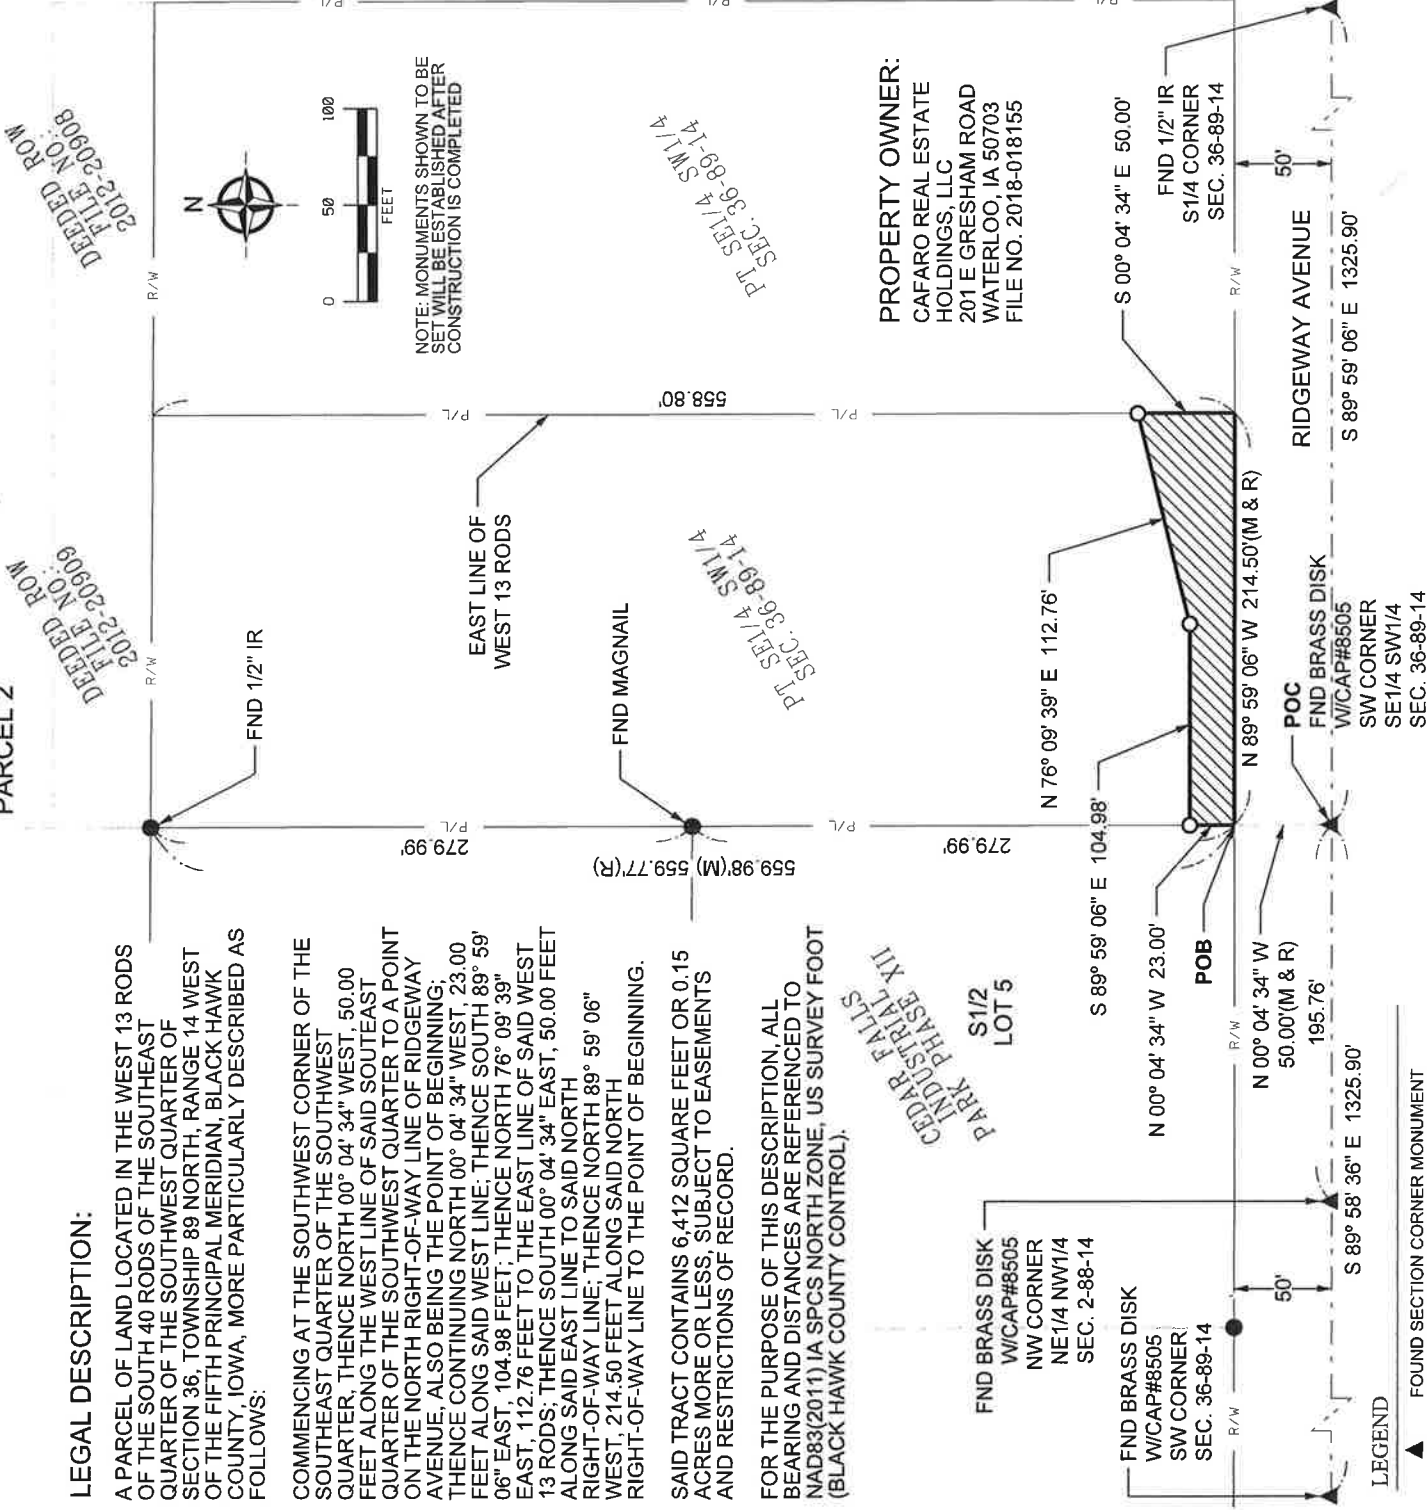 PARCEL 2
LEGAL DESCRIPTION:
A PARCEL OF LAND LOCATED IN THE WEST 13 RODS
OF THE SOUTH 40 RODS OF THE SOUTHEAST
QUARTER OF THE SOUTHWEST QUARTER OF
SECTION 36, TOWNSHIP 89 NORTH, RANGE 14 WEST
OF THE FIFTH PRINCIPAL MERIDIAN, BLACK HAWK
COUNTY, IOWA, MORE PARTICULARLY DESCRIBED AS
FOLLOWS:
COMMENCING AT THE SOUTHWEST CORNER OF THE
SOUTHEAST QUARTER OF THE SOUTHWEST
QUARTER, THENCE NORTH 00° 04' 34" WEST, 50.00
FEET ALONG THE WEST LINE OF SAID SOUTHEAST
QUARTER OF THE SOUTHWEST QUARTER TO A POINT
ON THE NORTH RIGHT-OF-WAY LINE OF RIDGEWAY
AVENUE, ALSO BEING THE POINT OF BEGINNING;
THENCE CONTINUING NORTH 00° 04' 34" WEST, 23.00
FEET ALONG SAID WEST LINE; THENCE SOUTH 89° 59'
06" EAST, 104.98 FEET; THENCE NORTH 76° 09' 39"
EAST, 112.76 FEET TO THE EAST LINE OF SAID WEST
13 RODS; THENCE SOUTH 00° 04' 34" EAST, 50.00 FEET
ALONG SAID EAST LINE TO SAID NORTH
RIGHT-OF-WAY LINE; THENCE NORTH 89° 59' 06"
WEST, 214.50 FEET ALONG SAID NORTH
RIGHT-OF-WAY LINE TO THE POINT OF BEGINNING.
SAID TRACT CONTAINS 6,412 SQUARE FEET OR 0.15
ACRES MORE OR LESS, SUBJECT TO EASEMENTS
AND RESTRICTIONS OF RECORD.
FOR THE PURPOSE OF THIS DESCRIPTION, ALL
BEARING AND DISTANCES ARE REFERENCED TO
NAD83(2011) IA SPCS NORTH ZONE, US SURVEY FOOT
(BLACK HAWK COUNTY CONTROL).
DEEDED ROW
FILE NO.:
2012-20909
DEEDED ROW
FILE NO.:
2012-20908
R/W
R/W
P/L
P/L
P/L
N
0
50
100
FEET
NOTE: MONUMENTS SHOWN TO BE
SET WILL BE ESTABLISHED AFTER
CONSTRUCTION IS COMPLETED
FND 1/2" IR
P/L
279.99'
EAST LINE OF
WEST 13 RODS
P/L
558.80'
P/L
FND MAGNAIL
559.98'(M) 559.77'(R)
P/L
279.99'
PT SE1/4 SW1/4
SEC. 36-89-14
PT SE1/4 SW1/4
SEC. 36-89-14
PROPERTY OWNER:
CAFARO REAL ESTATE
HOLDINGS, LLC
201 E GRESHAM ROAD
WATERLOO, IA 50703
FILE NO. 2018-018155
CEDAR FALLS
INDUSTRIAL
PARK PHASE XII
S1/2
LOT 5
N 76° 09' 39" E 112.76'
S 89° 59' 06" E 104.98'
S 00° 04' 34" E 50.00'
N 00° 04' 34" W 23.00'
POB
FND 1/2" IR
S1/4 CORNER
SEC. 36-89-14
R/W
R/W
R/W
N 89° 59' 06" W 214.50'(M & R)
N 00° 04' 34" W
50.00'(M & R)
195.76'
POC
FND BRASS DISK
W/CAP#8505
SW CORNER
SE1/4 SW1/4
SEC. 36-89-14
RIDGEWAY AVENUE
50'
S 89° 59' 06" E 1325.90'
FND BRASS DISK
W/CAP#8505
NW CORNER
NE1/4 NW1/4
SEC. 2-88-14
FND BRASS DISK
W/CAP#8505
SW CORNER
SEC. 36-89-14
50'
S 89° 58' 36" E 1325.90'
LEGEND
FOUND SECTION CORNER MONUMENT